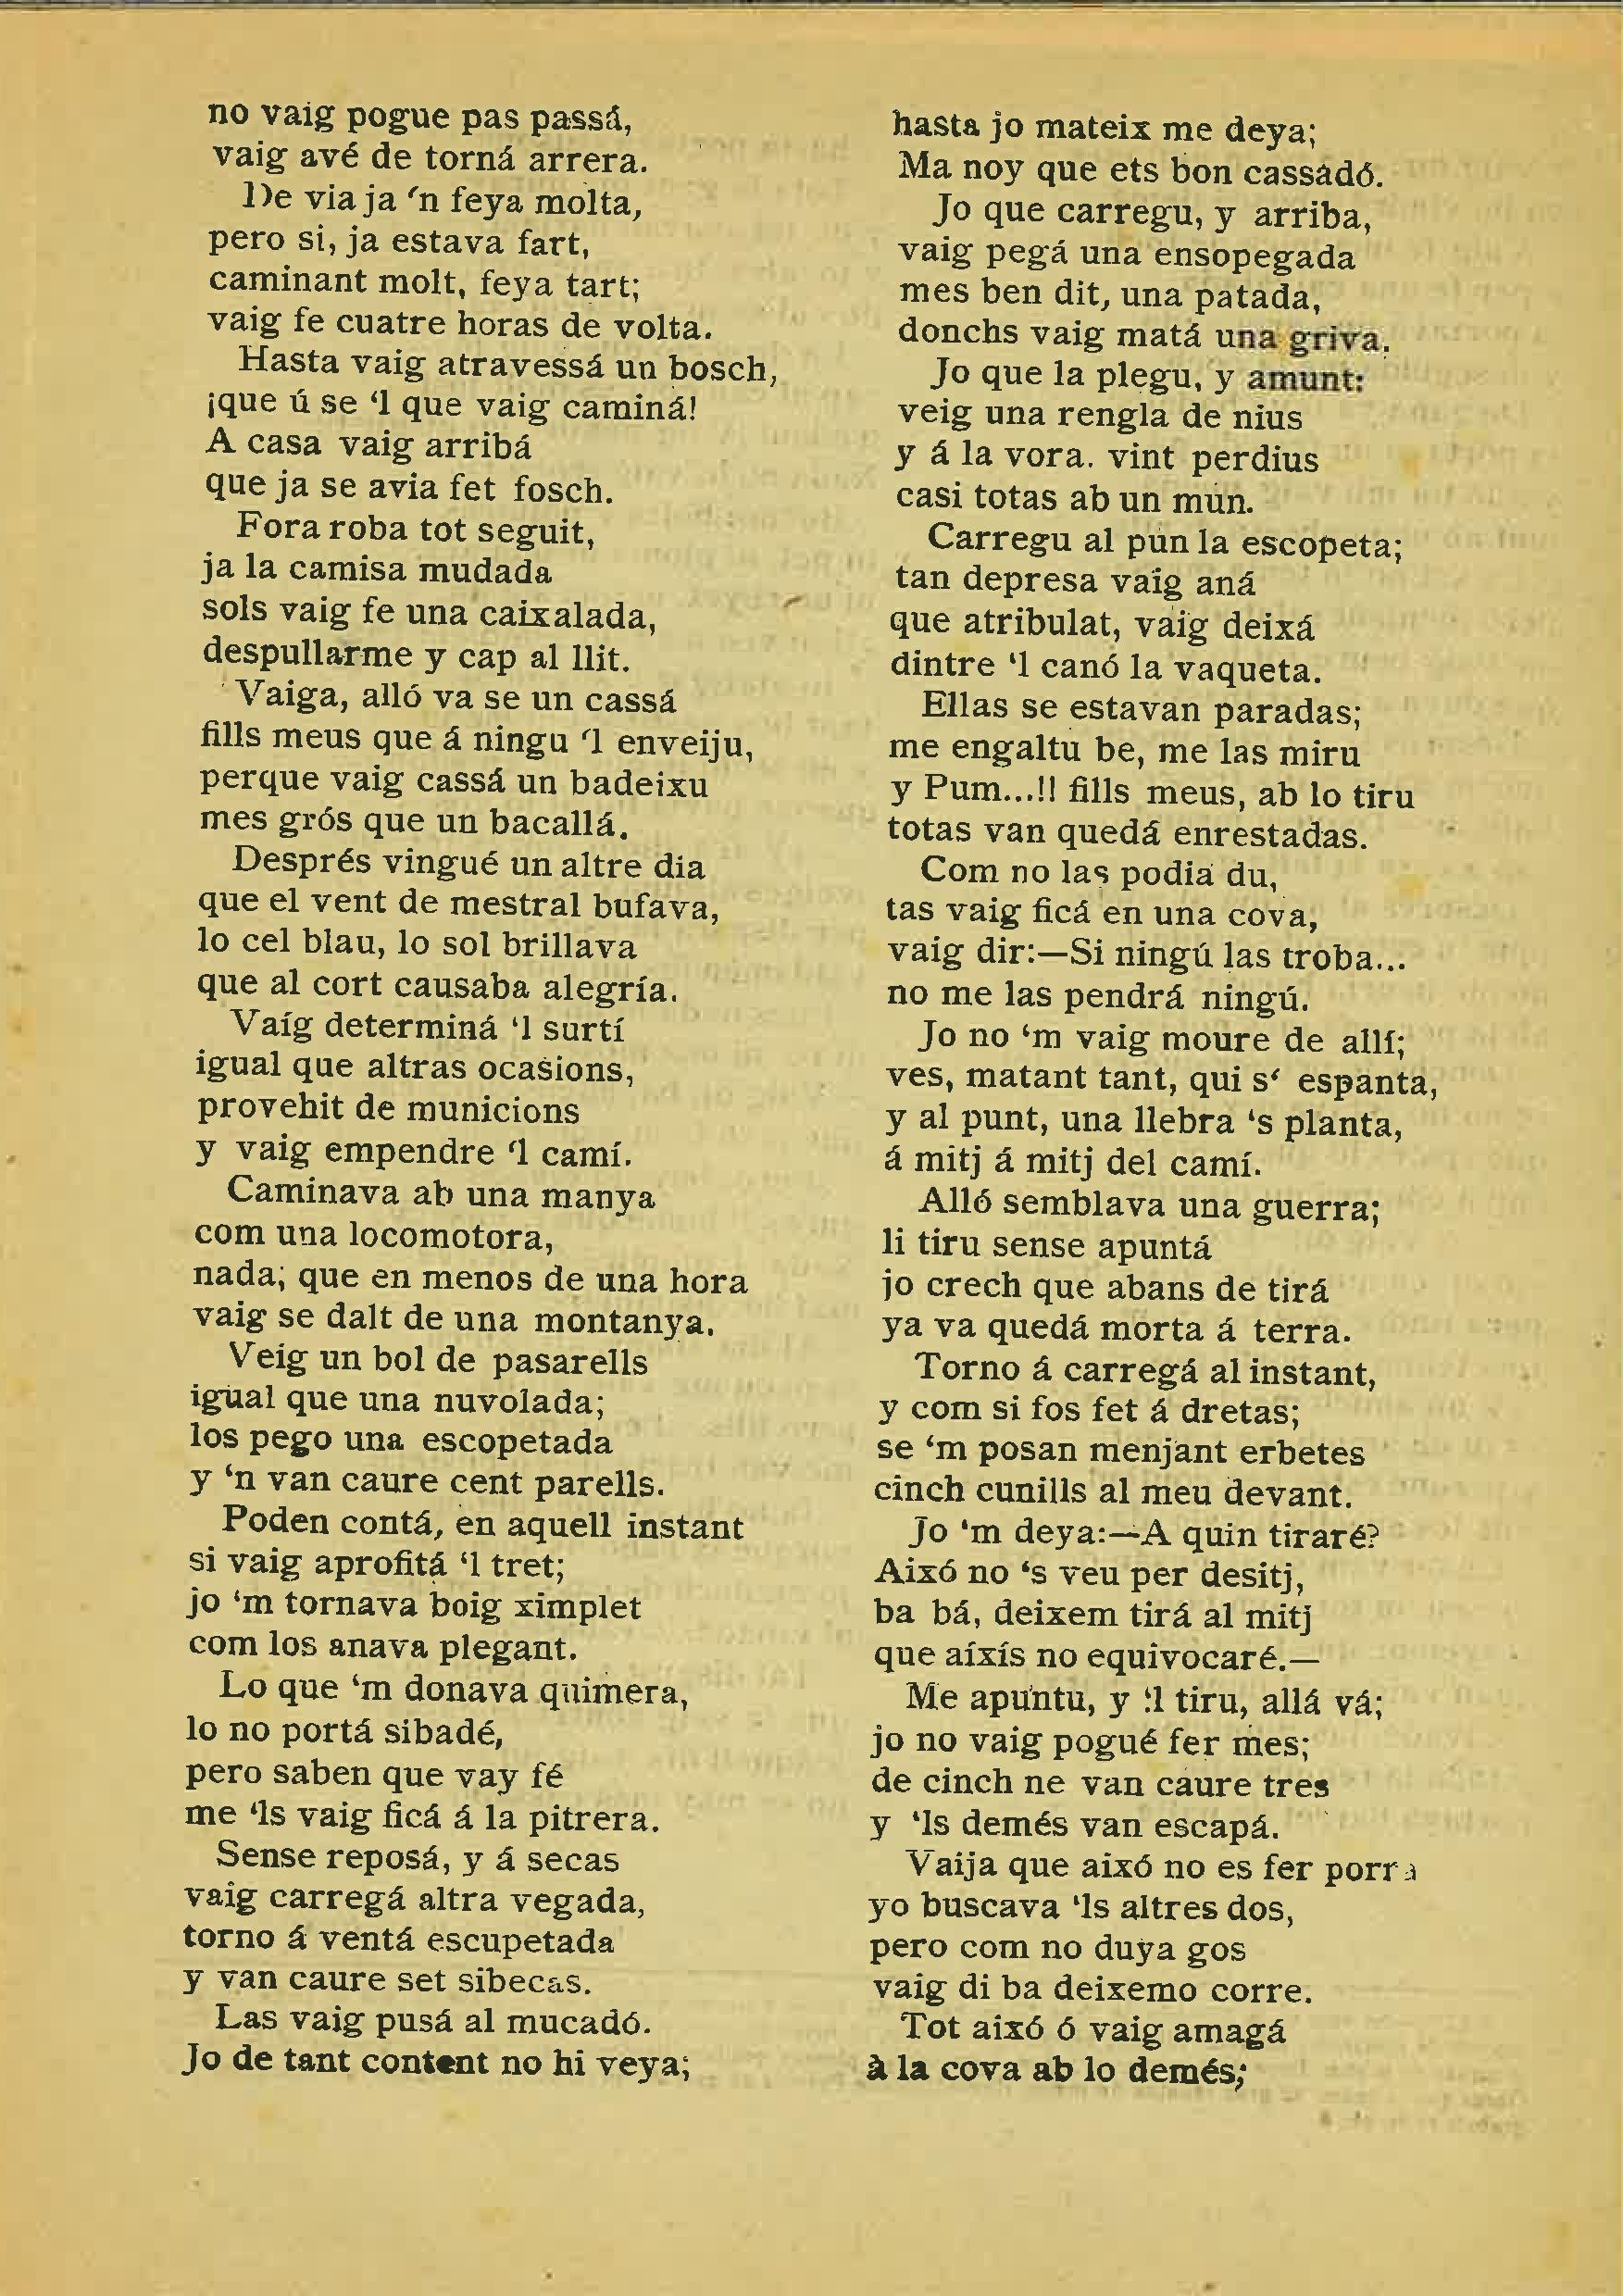 no vaig pogue pas passá,
vaig avé de torná arrera.
De via ja ‘n feya molta,
pero si, ja estava fart,
caminant molt, feya tart;
vaig fe cuatre horas de volta.
Hasta vaig atravessá un bosch,
¡que ú se ‘l que vaig caminá!
A casa vaig arribá
que ja se avia fet fosch.
Fora roba tot seguit,
ja la camisa mudada
sols vaig fe una caixalada,
despullarme y cap al llit.
Vaiga, alló va se un cassá
fills meus que á ningu ‘l enveiju,
perque vaig cassá un badeixu
mes grós que un bacallá.
Després vingué un altre dia
que el vent de mestral bufava,
lo cel blau, lo sol brillava
que al cort causaba alegría.
Vaíg determiná ‘l surtí
igual que altras ocasions,
provehit de municions
y vaig empendre ‘l camí.
Caminava ab una manya
com una locomotora,
nada; que en menos de una hora
vaig se dalt de una montanya.
Veig un bol de pasarells
igual que una nuvolada;
los pego una escopetada
y ‘n van caure cent parells.
Poden contá, en aquell instant
si vaig aprofitá ‘l tret;
jo ‘m tornava boig ximplet
com los anava plegant.
Lo que ‘m donava quimera,
lo no portá sibadé,
pero saben que vay fé
me ‘ls vaig ficá á la pitrera.
Sense reposá, y á secas
vaig carregá altra vegada,
torno á ventá escupetada
y van caure set sibecas.
Las vaig pusá al mucadó.
Jo de tant content no hi veya;
hasta jo mateix me deya;
Ma noy que ets bon cassadó.
Jo que carregu, y arriba,
vaig pegá una ensopegada
mes ben dit, una patada,
donchs vaig matá una griva.
Jo que la plegu, y amunt:
veig una rengla de nius
y á la vora. vint perdius
casi totas ab un mun.
Carregu al pun la escopeta;
tan depresa vaig aná
que atribulat, vaig deixá
dintre ‘l canó la vaqueta.
Ellas se estavan paradas;
me engaltu be, me las miru
y Pum...!! fills meus, ab lo tiru
totas van quedá enrestadas.
Com no las podia du,
tas vaig ficá en una cova,
vaig dir:—Si ningú las troba...
no me las pendrá ningú.
Jo no ‘m vaig moure de allí;
ves, matant tant, qui s‘ espanta,
y al punt, una llebra ‘s planta,
á mitj á mitj del camí.
Alló semblava una guerra;
li tiru sense apuntá
jo crech que abans de tirá
ya va quedá morta á terra.
Torno á carregá al instant,
y com si fos fet á dretas;
se ‘m posan menjant erbetes
cinch cunills al meu devant.
Jo ‘m deya:—A quin tiraré?
Aixó no ‘s veu per desitj,
ba bá, deixem tirá al mitj
que aíxís no equivocaré.—
Me apuntu, y ‘l tiru, allá vá;
jo no vaig pogué fer mes;
de cinch ne van caure tres
y ‘ls demés van escapá.
Vaija que aixó no es fer porra
yo buscava ‘ls altres dos,
pero com no duya gos
vaig di ba deixemo corre.
Tot aixó ó vaig amagá
à la cova ab lo demés;